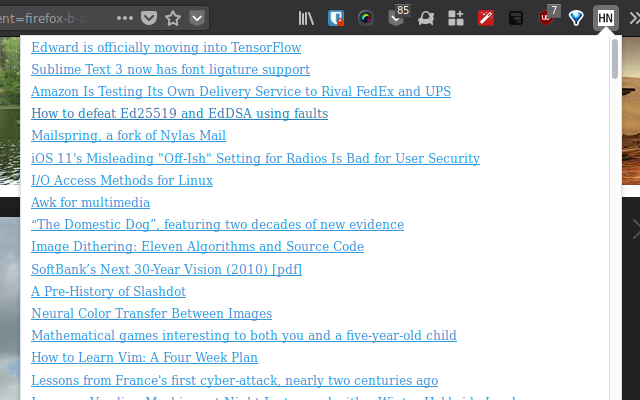 ent=firefox-b-a
85
7
HN
Edward is officially moving into TensorFlow
Sublime Text 3 now has font ligature support
Amazon Is Testing Its Own Delivery Service to Rival FedEx and UPS
How to defeat Ed25519 and EdDSA using faults
Mailspring, a fork of Nylas Mail
iOS 11's Misleading "Off-Ish" Setting for Radios Is Bad for User Security
I/O Access Methods for Linux
Awk for multimedia
“The Domestic Dog”, featuring two decades of new evidence
Image Dithering: Eleven Algorithms and Source Code
SoftBank’s Next 30-Year Vision (2010) [pdf]
A Pre-History of Slashdot
Neural Color Transfer Between Images
Mathematical games interesting to both you and a five-year-old child
How to Learn Vim: A Four Week Plan
Lessons from France's first cyber-attack, nearly two centuries ago